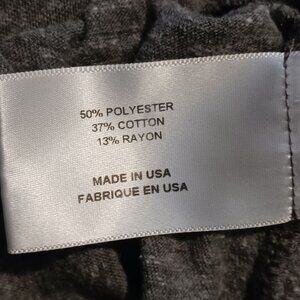 50% POLYESTER
37% COTTON
13% RAYON
MADE IN USA
FABRIQUE EN USA